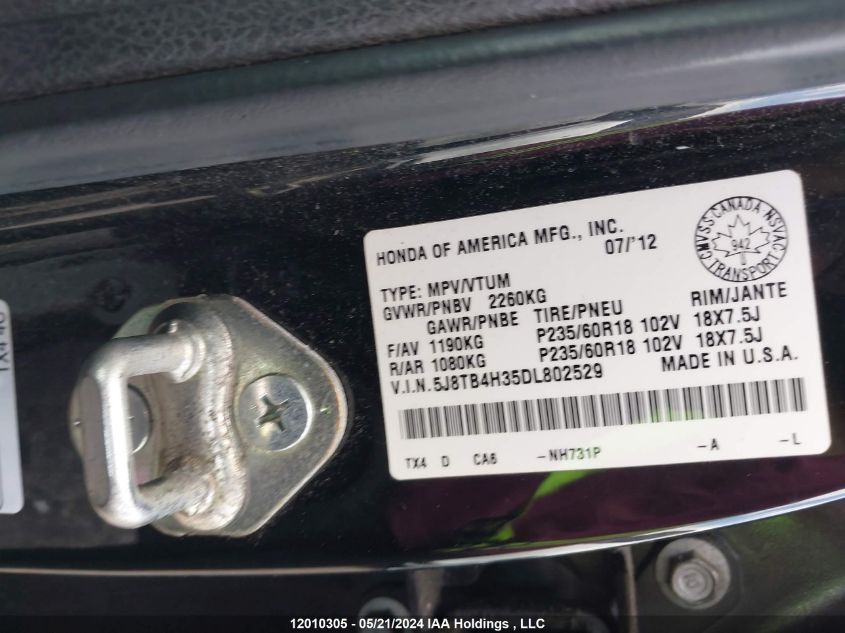 HONDA OF AMERICA MFG., INC.
07/'12
TYPE: MPV/VTUM
GVWR/PNBV 2260KG
GAWR/PNBE TIRE/PNEU RIM/JANTE
F/AV 1190KG P235/60R18 102V 18X7.5J
R/AR 1080KG P235/60R18 102V 18X7.5J
V.I.N. 5J8TB4H35DL802529 MADE IN U.S.A.
TX4 D CA6 -NH731P -A -L
CMVSS CANADA NSVAC
942
TRANSPORT
12010305 - 05/21/2024 IAA Holdings , LLC